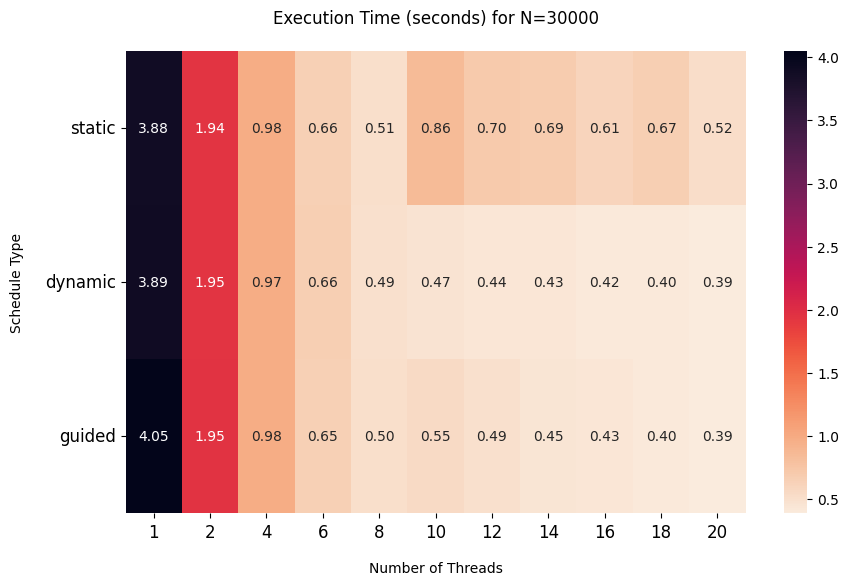 Execution Time (seconds) for N=30000
static 3.88 1.94 0.98 0.66 0.51 0.86 0.70 0.69 0.61 0.67 0.52
dynamic 3.89 1.95 0.97 0.66 0.49 0.47 0.44 0.43 0.42 0.40 0.39
guided 4.05 1.95 0.98 0.65 0.50 0.55 0.49 0.45 0.43 0.40 0.39
1 2 4 6 8 10 12 14 16 18 20
Number of Threads
Schedule Type
4.0
3.5
3.0
2.5
2.0
1.5
1.0
0.5